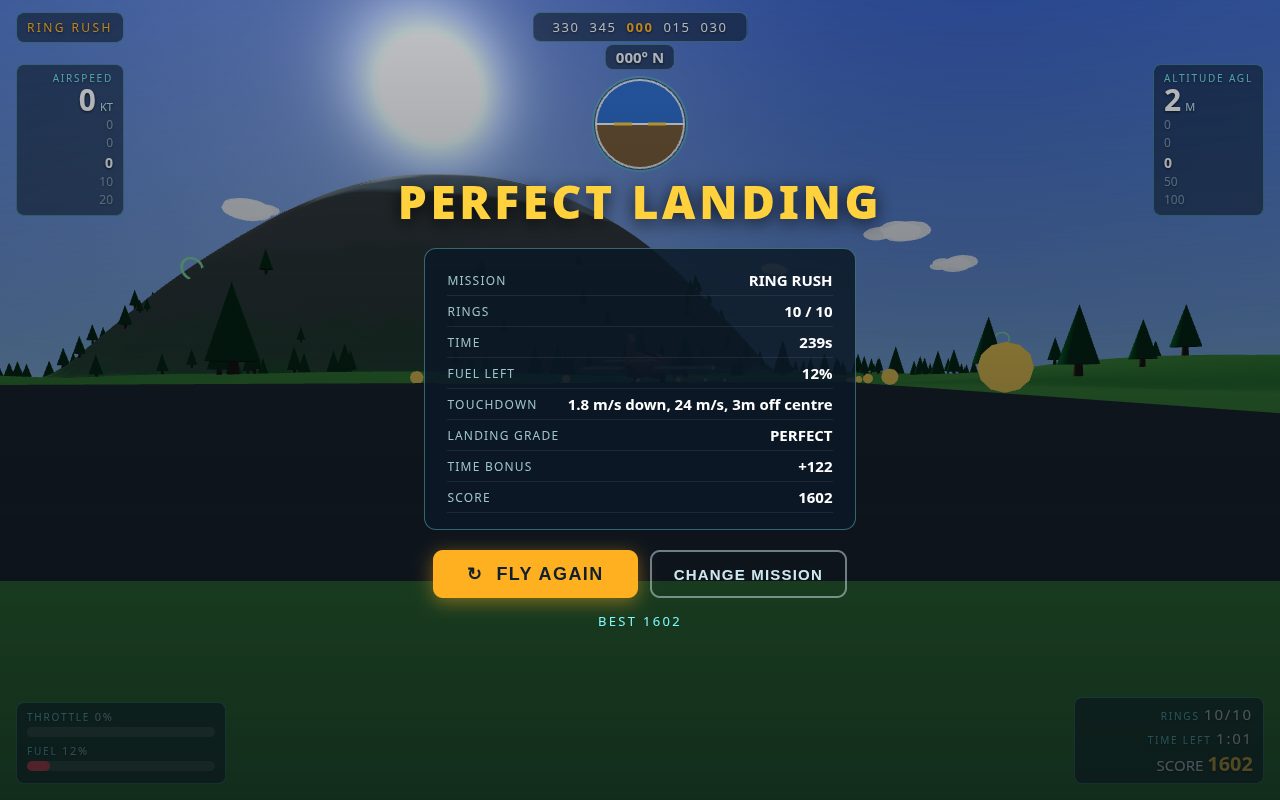 RING RUSH
330 345 000 015 030
000° N
AIRSPEED
0 KT
0
0
0
10
20
ALTITUDE AGL
2 M
0
0
0
50
100
PERFECT LANDING
MISSION RING RUSH
RINGS 10 / 10
TIME 239s
FUEL LEFT 12%
TOUCHDOWN 1.8 m/s down, 24 m/s, 3m off centre
LANDING GRADE PERFECT
TIME BONUS +122
SCORE 1602
↻ FLY AGAIN
CHANGE MISSION
BEST 1602
THROTTLE 0%
FUEL 12%
RINGS 10/10
TIME LEFT 1:01
SCORE 1602